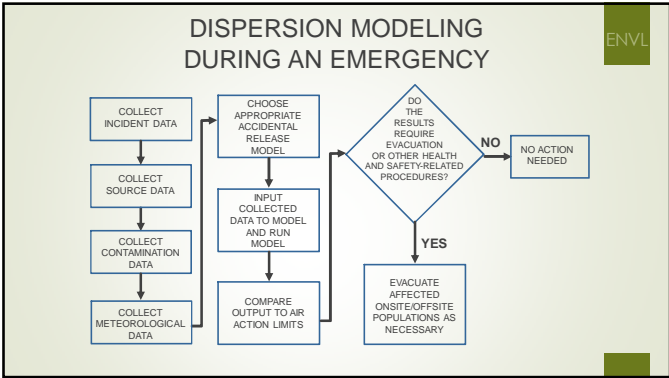 DISPERSION MODELING
DURING AN EMERGENCY
ENVL
COLLECT
INCIDENT DATA
COLLECT
SOURCE DATA
COLLECT
CONTAMINATION
DATA
COLLECT
METEOROLOGICAL
DATA
CHOOSE
APPROPRIATE
ACCIDENTAL
RELEASE
MODEL
INPUT
COLLECTED
DATA TO MODEL
AND RUN
MODEL
COMPARE
OUTPUT TO AIR
ACTION LIMITS
DO
THE
RESULTS
REQUIRE
EVACUATION
OR OTHER HEALTH
AND SAFETY-RELATED
PROCEDURES?
NO
NO ACTION
NEEDED
YES
EVACUATE
AFFECTED
ONSITE/OFFSITE
POPULATIONS AS
NECESSARY